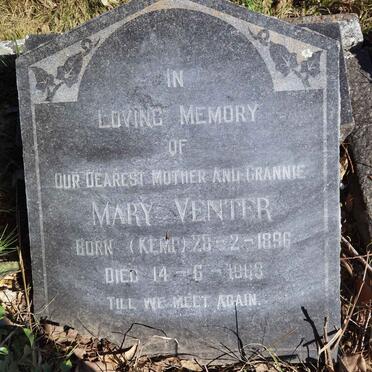 IN
LOVING MEMORY
OF
OUR DEAREST MOTHER AND GRANNIE
MARY VENTER
BORN (KEMP) 28-2-1896
DIED 14-6-
TILL WE MEET AGAIN.